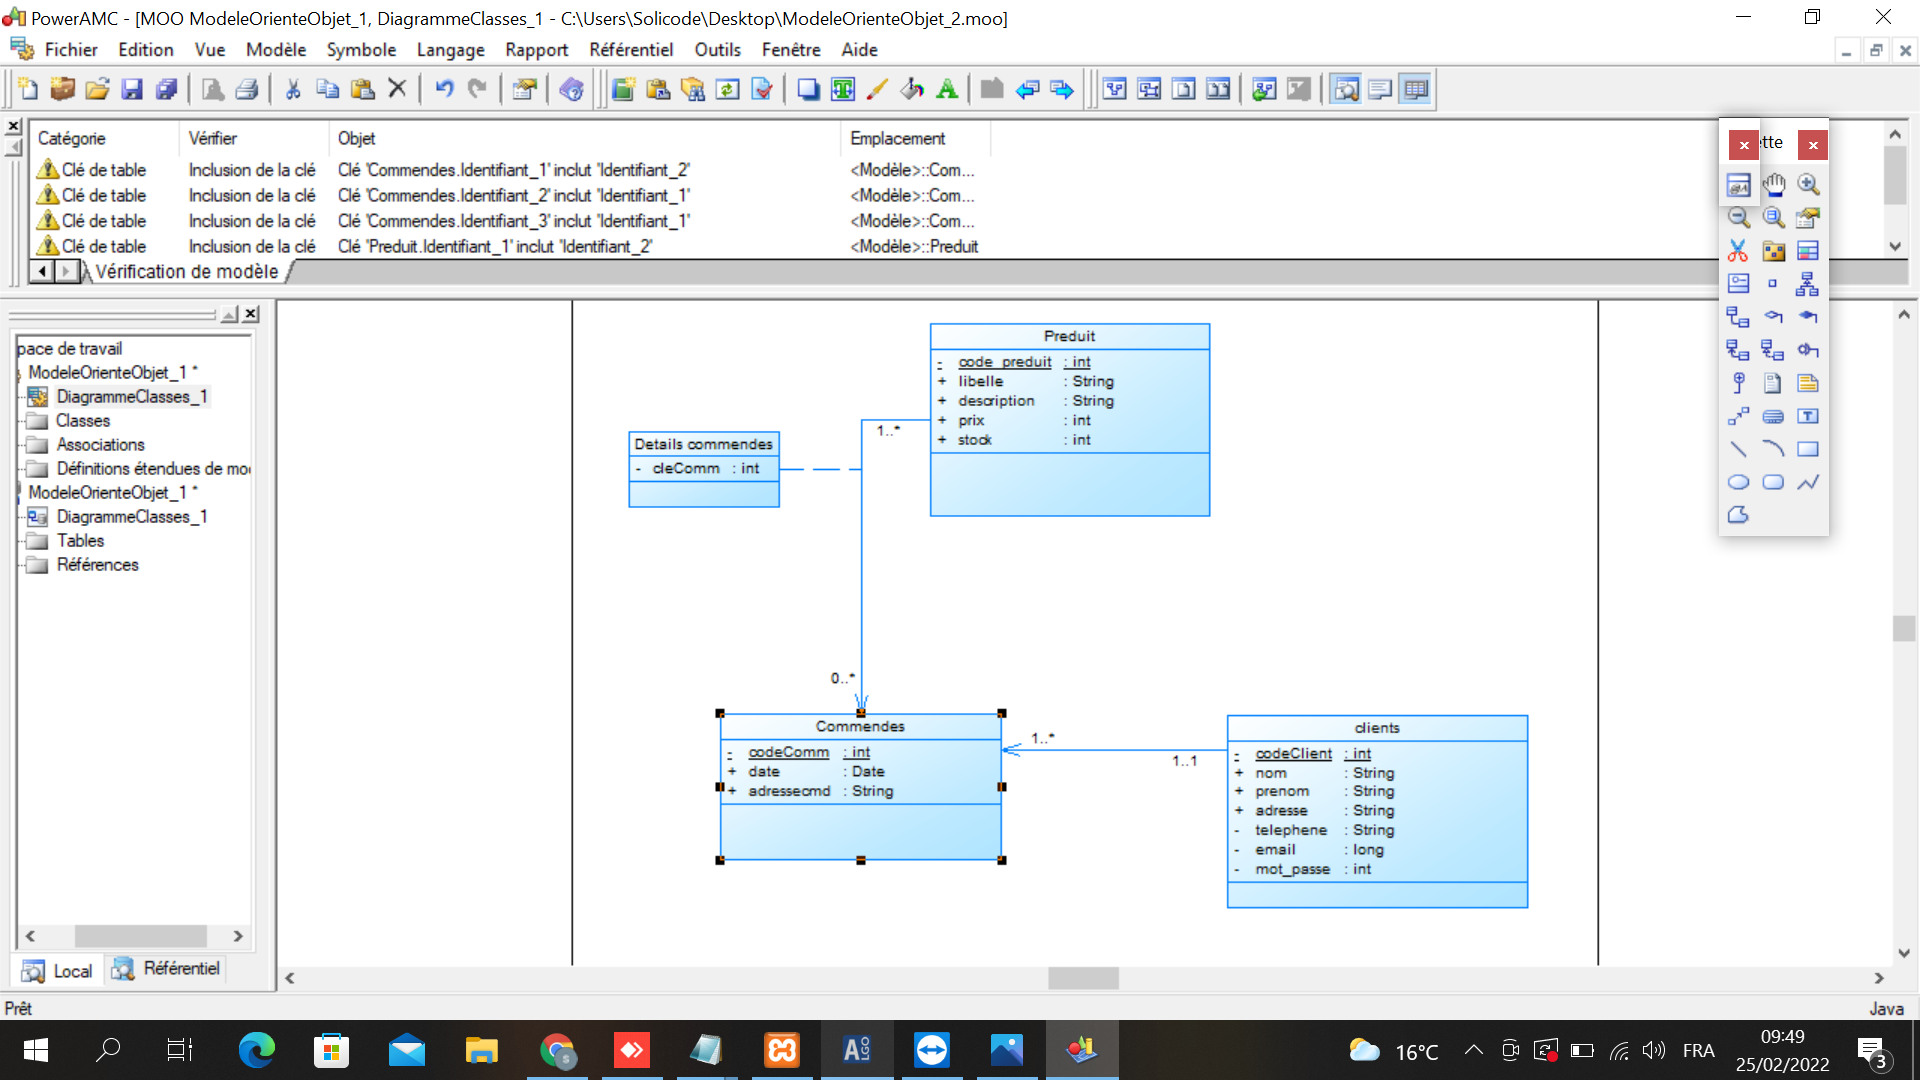 PowerAMC - [MOO ModeleOrienteObjet_1, DiagrammeClasses_1 - C:\Users\Solicode\Desktop\ModeleOrienteObjet_2.moo]
Fichier Edition Vue Modèle Symbole Langage Rapport Référentiel Outils Fenêtre Aide
Catégorie Vérifier Objet Emplacement
Clé de table Inclusion de la clé Clé 'Commendes.Identifiant_1' inclut 'Identifiant_2' <Modèle>::Com...
Clé de table Inclusion de la clé Clé 'Commendes.Identifiant_2' inclut 'Identifiant_1' <Modèle>::Com...
Clé de table Inclusion de la clé Clé 'Commendes.Identifiant_3' inclut 'Identifiant_1' <Modèle>::Com...
Clé de table Inclusion de la clé Clé 'Preduit.Identifiant_1' inclut 'Identifiant_2' <Modèle>::Preduit
Vérification de modèle
tte
pace de travail
ModeleOrienteObjet_1 *
DiagrammeClasses_1
Classes
Associations
Définitions étendues de mo
ModeleOrienteObjet_1 *
DiagrammeClasses_1
Tables
Références
Local Référentiel
Preduit
- code_preduit : int
+ libelle : String
+ description : String
+ prix : int
+ stock : int
1..*
Details commendes
- cleComm : int
0..*
Commendes
- codeComm : int
+ date : Date
+ adressecmd : String
1..*
1..1
clients
- codeClient : int
+ nom : String
+ prenom : String
+ adresse : String
- telephene : String
- email : long
- mot_passe : int
Prêt Java
16°C FRA 09:49
25/02/2022
3
A LGO